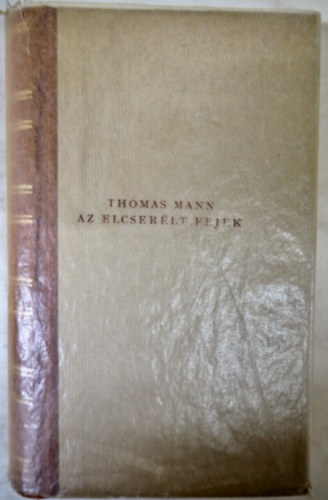 THOMAS MANN
AZ ELCSERÉLT FEJEK